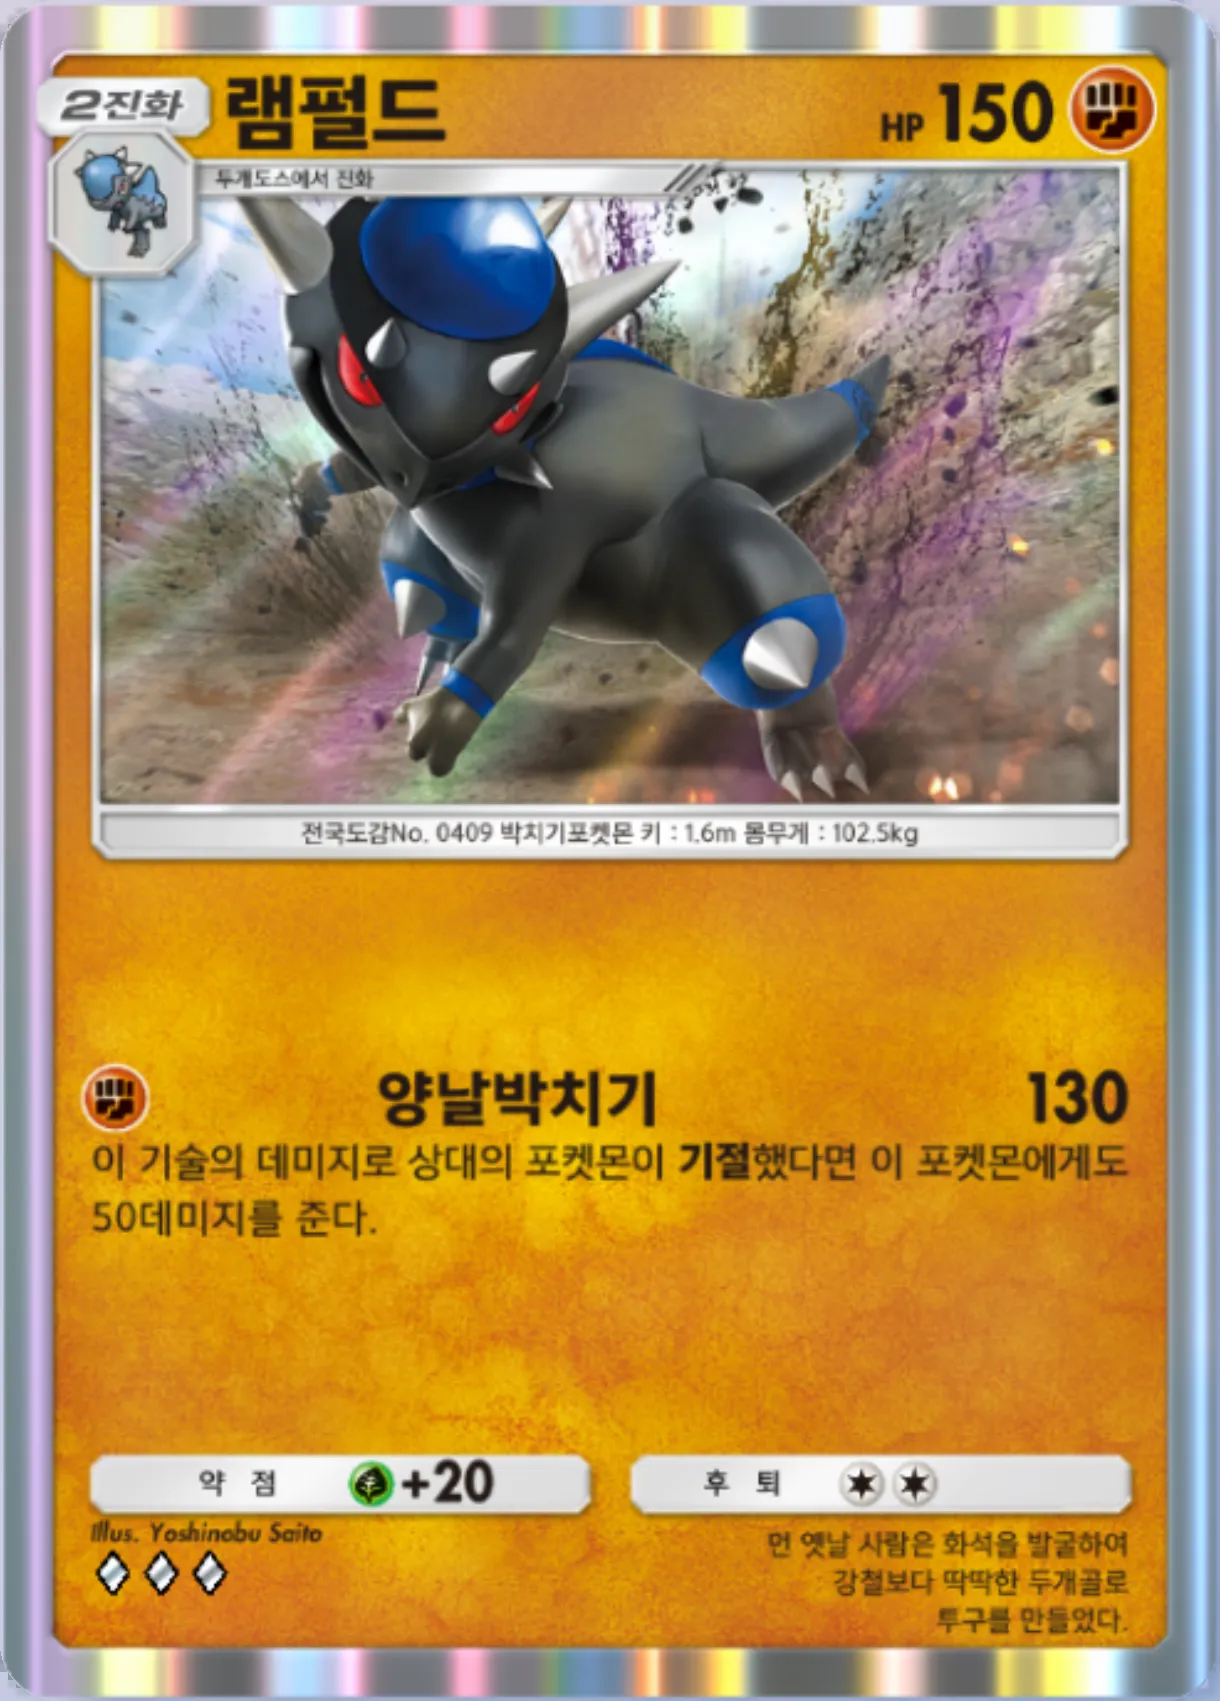 2진화
램펄드
HP 150
투개도스에서 진화
전국도감No. 0409 박치기포켓몬 키 : 1.6m 몸무게 : 102.5kg
양날박치기 130
이 기술의 데미지로 상대의 포켓몬이 기절했다면 이 포켓몬에게도
50데미지를 준다.
약 점 +20
후 퇴
Illus. Yoshinobu Saito
먼 옛날 사람은 화석을 발굴하여
강철보다 딱딱한 두개골로
투구를 만들었다.